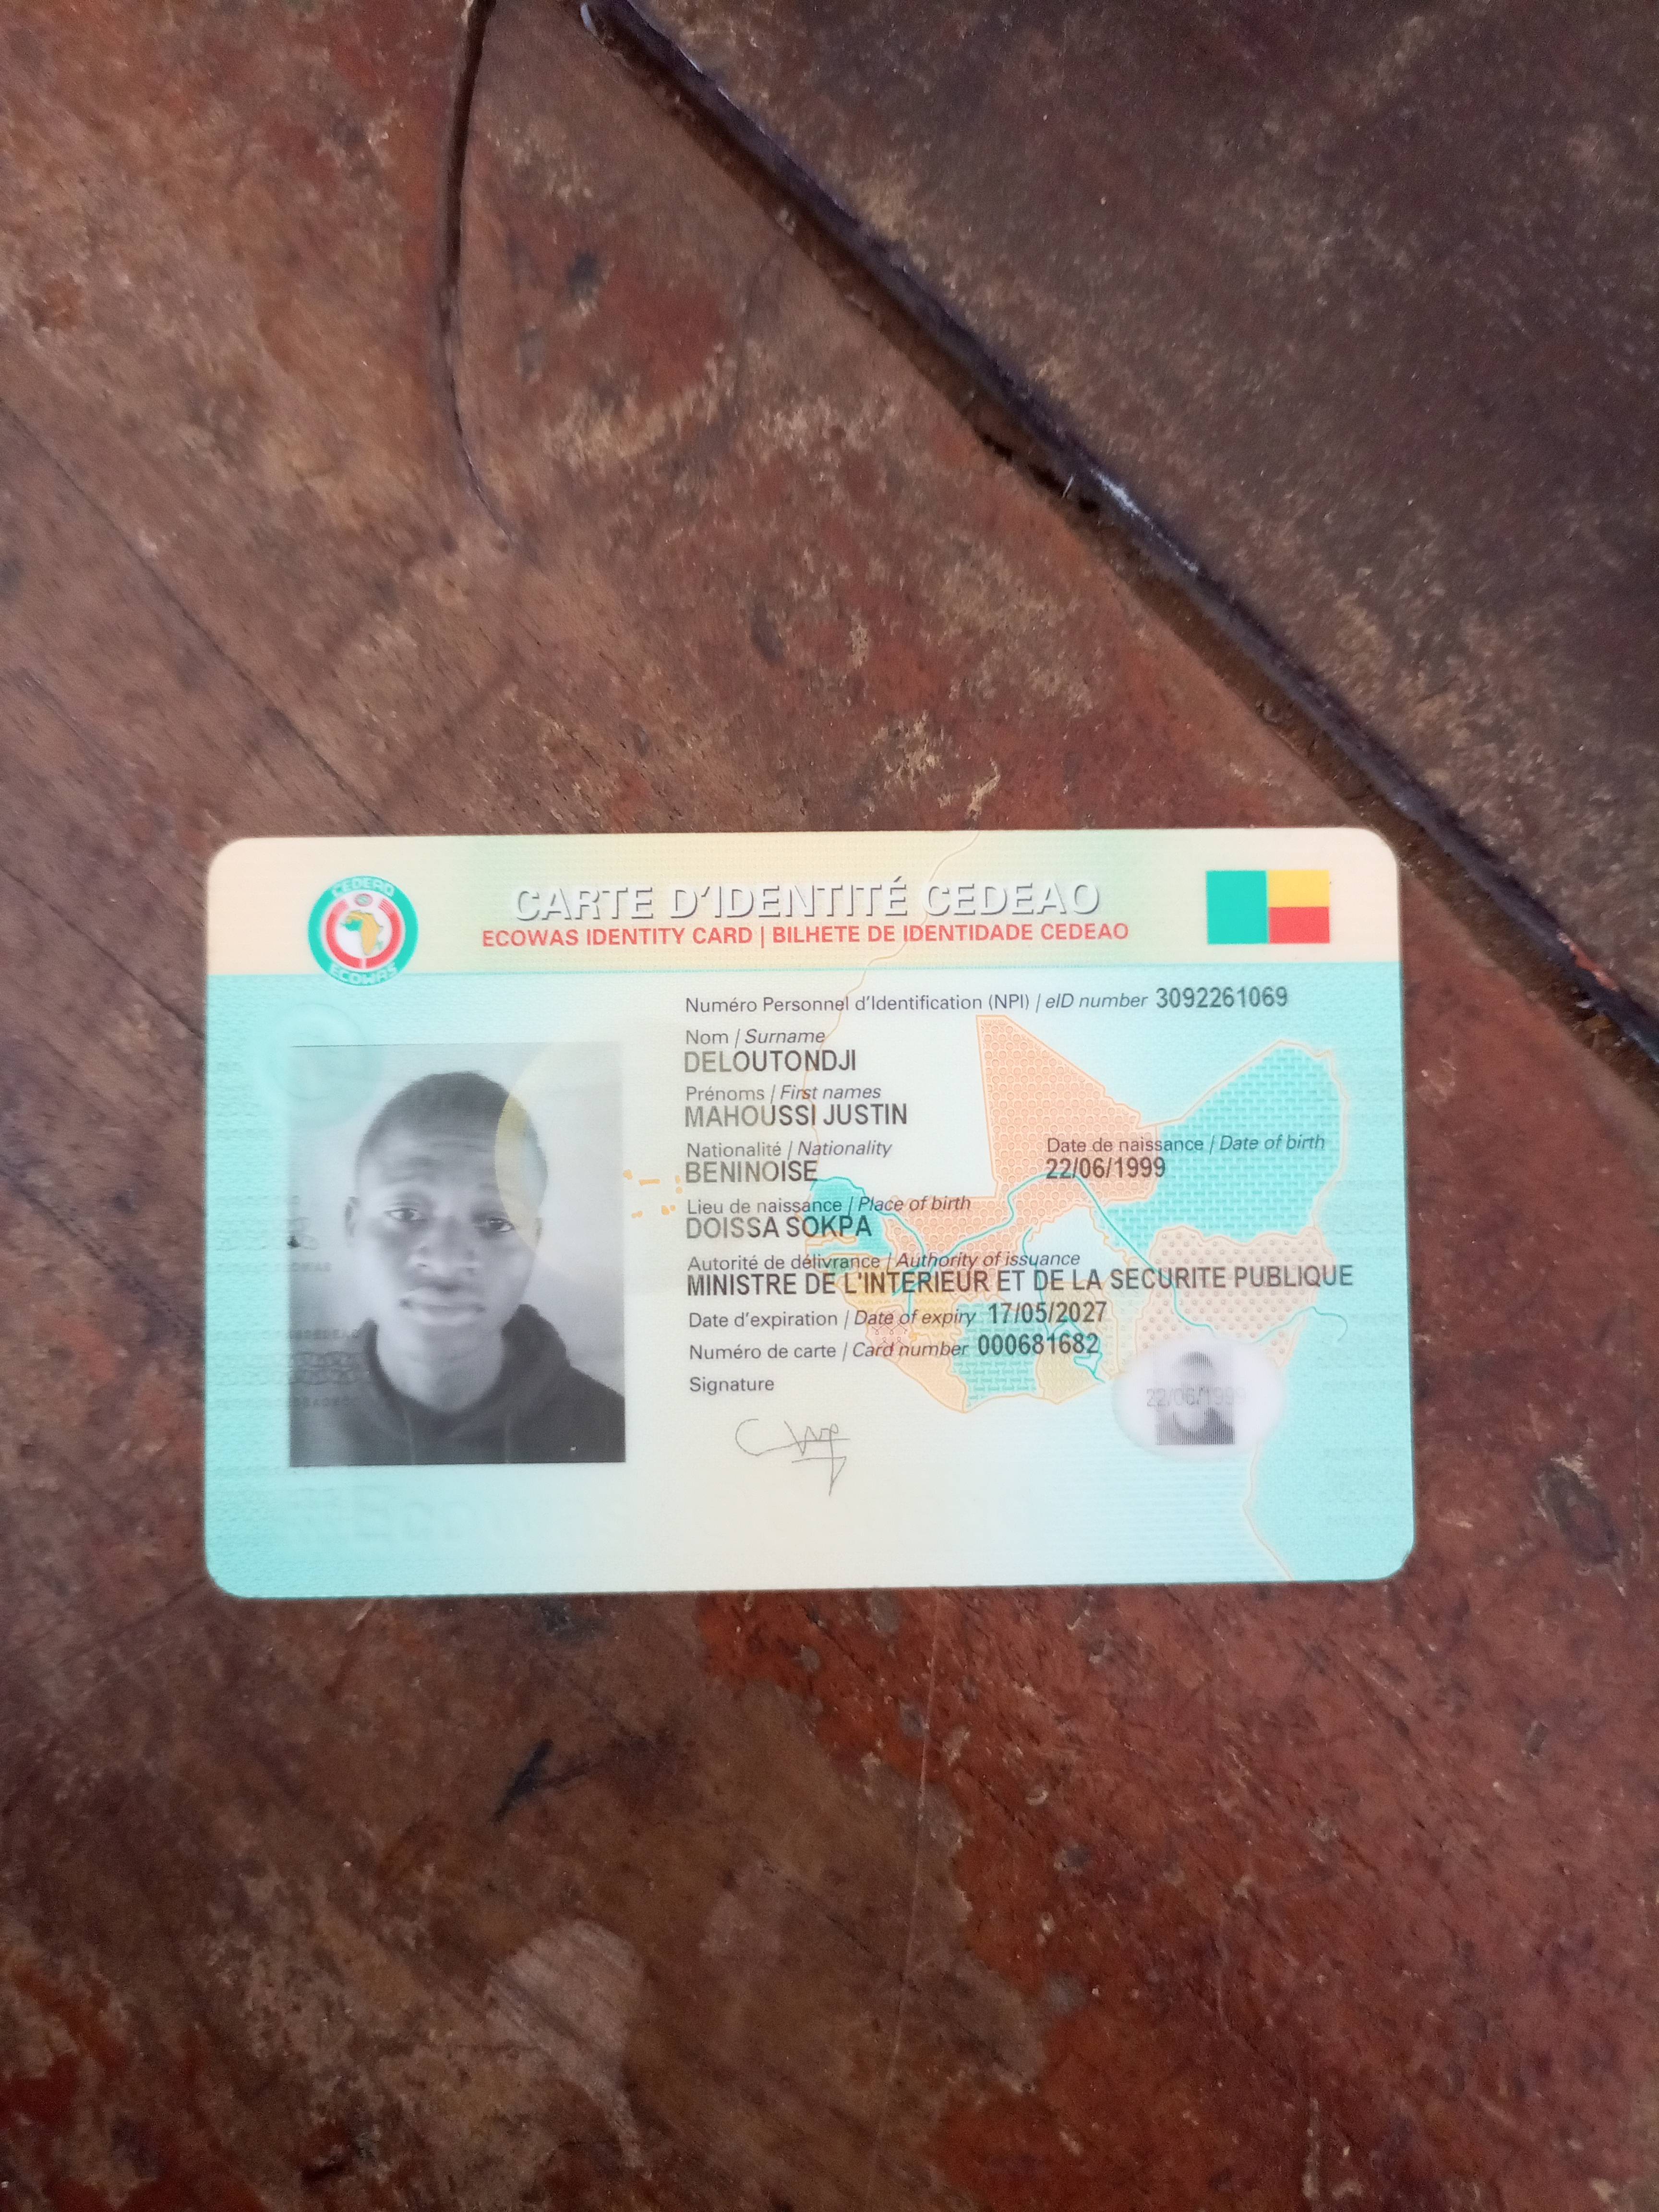 CEDEAO
ECOWAS
CARTE D'IDENTITÉ CEDEAO
ECOWAS IDENTITY CARD | BILHETE DE IDENTIDADE CEDEAO
Numéro Personnel d'Identification (NPI) / eID number 3092261069
Nom / Surname
DELOUTONDJI
Prénoms / First names
MAHOUSSI JUSTIN
Nationalité / Nationality
BENINOISE
Date de naissance / Date of birth
22/06/1999
Lieu de naissance / Place of birth
DOISSA SOKPA
Autorité de délivrance / Authority of issuance
MINISTRE DE L'INTERIEUR ET DE LA SECURITE PUBLIQUE
Date d'expiration / Date of expiry 17/05/2027
Numéro de carte / Card number 000681682
Signature
22/06/1999